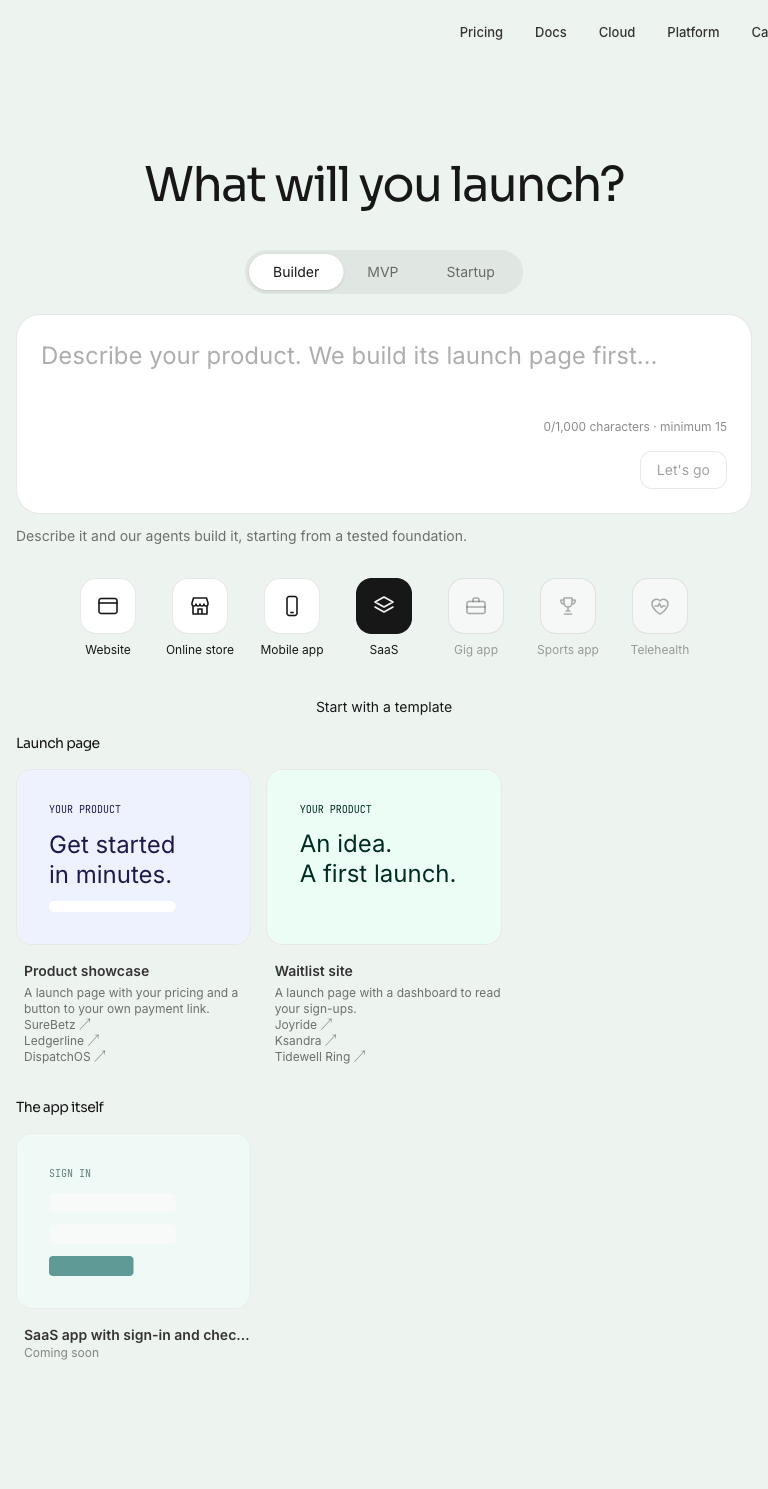 Pricing Docs Cloud Platform Ca
What will you launch?
Builder MVP Startup
Describe your product. We build its launch page first...
0/1,000 characters · minimum 15
Let's go
Describe it and our agents build it, starting from a tested foundation.
Website Online store Mobile app SaaS Gig app Sports app Telehealth
Start with a template
Launch page
YOUR PRODUCT
Get started
in minutes.
Product showcase
A launch page with your pricing and a
button to your own payment link.
SureBetz ↗
Ledgerline ↗
DispatchOS ↗
YOUR PRODUCT
An idea.
A first launch.
Waitlist site
A launch page with a dashboard to read
your sign-ups.
Joyride ↗
Ksandra ↗
Tidewell Ring ↗
The app itself
SIGN IN
SaaS app with sign-in and chec...
Coming soon